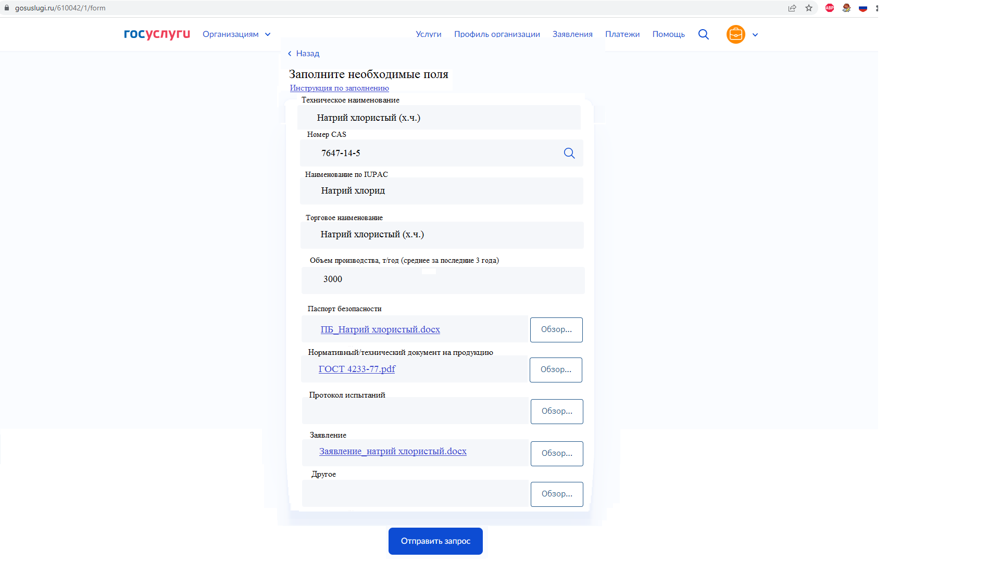 gosuslugi.ru/610042/1/form
ABP
госуслуги Организациям Услуги Профиль организации Заявления Платежи Помощь
Назад
Заполните необходимые поля
Инструкция по заполнению
Техническое наименование
Натрий хлористый (х.ч.)
Номер CAS
7647-14-5
Наименование по IUPAC
Натрий хлорид
Торговое наименование
Натрий хлористый (х.ч.)
Объем производства, т/год (среднее за последние 3 года)
3000
Паспорт безопасности
ПБ_Натрий хлористый.docx Обзор...
Нормативный/технический документ на продукцию
ГОСТ 4233-77.pdf Обзор...
Протокол испытаний
Обзор...
Заявление
Заявление_натрий хлористый.docx Обзор...
Другое
Обзор...
Отправить запрос